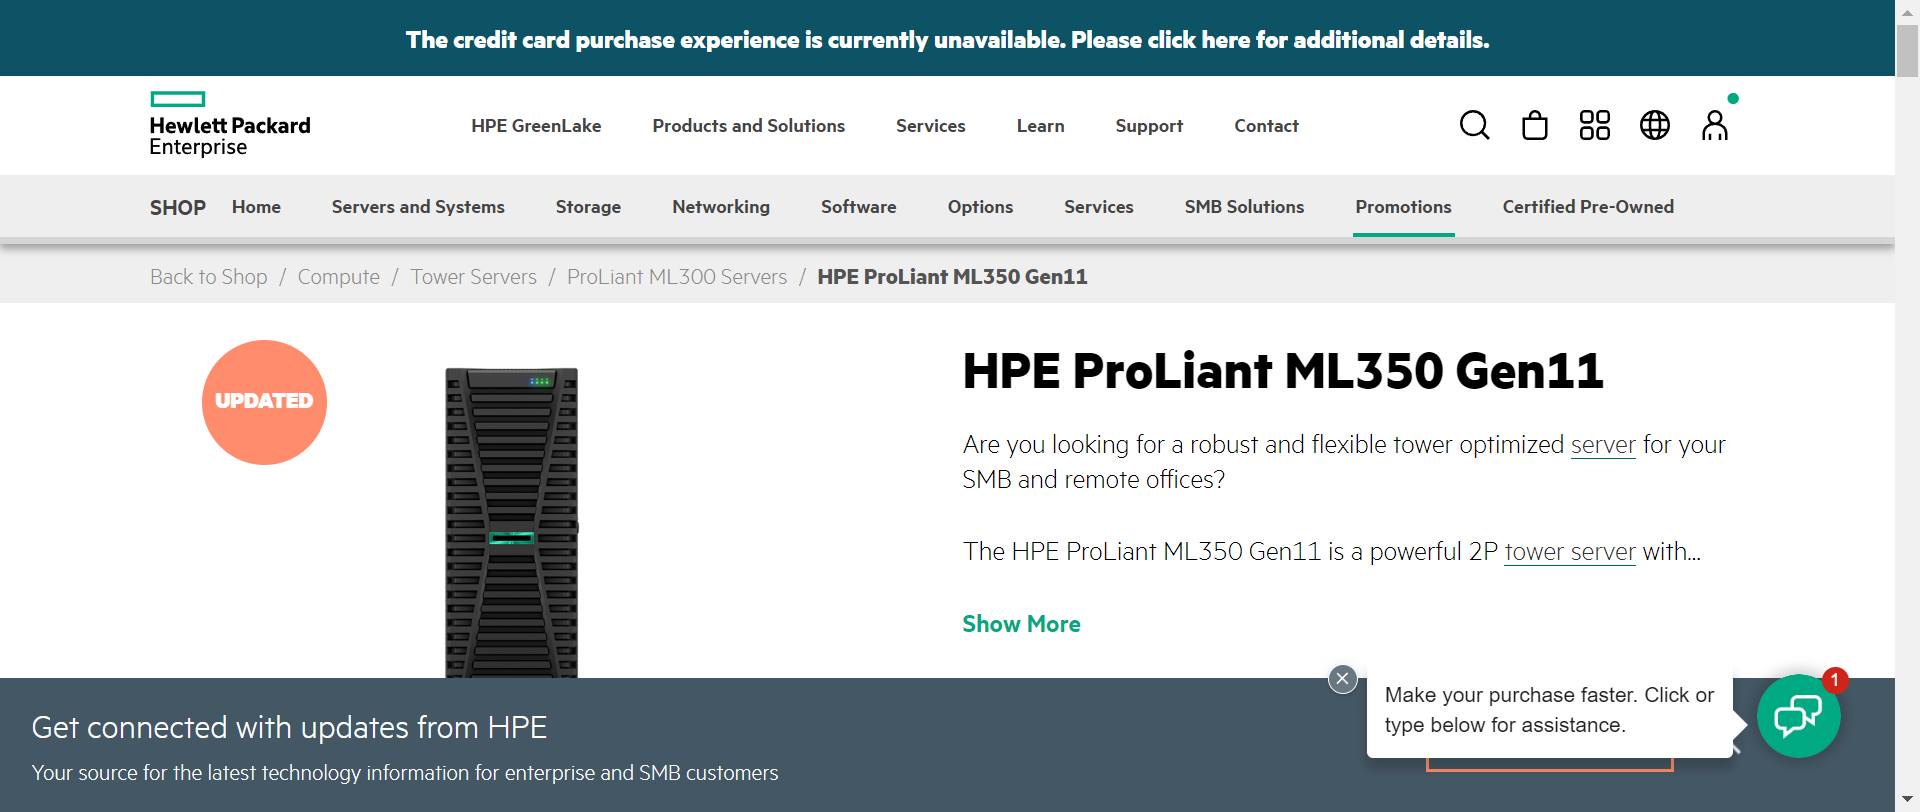 The credit card purchase experience is currently unavailable. Please click here for additional details.
Hewlett Packard
Enterprise
HPE GreenLake
Products and Solutions
Services
Learn
Support
Contact
SHOP
Home
Servers and Systems
Storage
Networking
Software
Options
Services
SMB Solutions
Promotions
Certified Pre-Owned
Back to Shop / Compute / Tower Servers / ProLiant ML300 Servers / HPE ProLiant ML350 Gen11
UPDATED
HPE ProLiant ML350 Gen11
Are you looking for a robust and flexible tower optimized server for your
SMB and remote offices?
The HPE ProLiant ML350 Gen11 is a powerful 2P tower server with...
Show More
Get connected with updates from HPE
Your source for the latest technology information for enterprise and SMB customers
Make your purchase faster. Click or
type below for assistance.
1